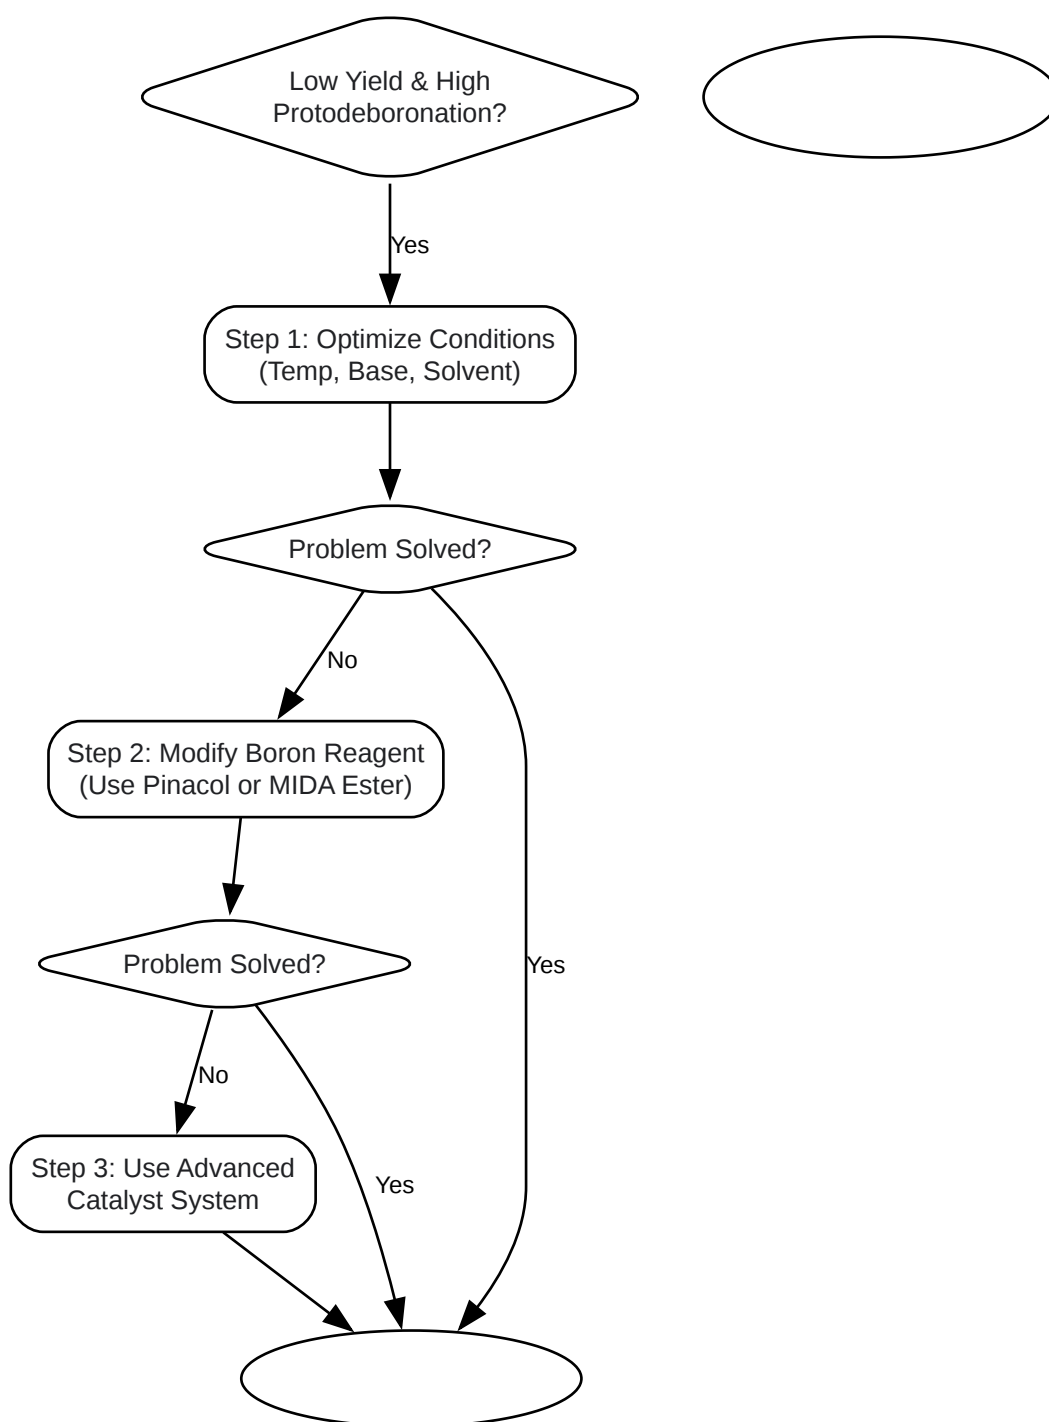 Low Yield & High
Protodeboronation?
Yes
Step 1: Optimize Conditions
(Temp, Base, Solvent)
Problem Solved?
No
Step 2: Modify Boron Reagent
(Use Pinacol or MIDA Ester)
Problem Solved?
Yes
No
Step 3: Use Advanced
Catalyst System
Yes